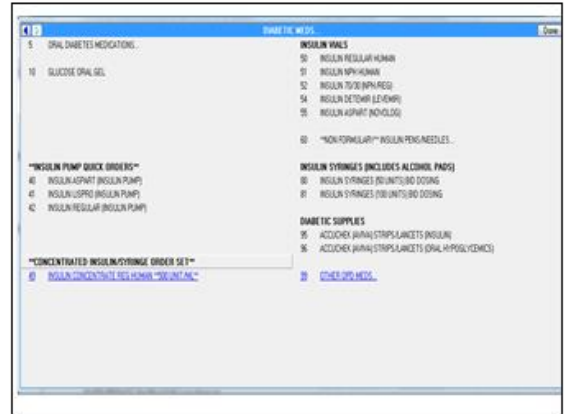 DIABETIC MEDS...
Done
5 ORAL DIABETES MEDICATIONS...
10 GLUCOSE ORAL GEL
**INSULIN PUMP QUICK ORDERS**
40 INSULIN ASPART (INSULIN PUMP)
41 INSULIN LISPRO (INSULIN PUMP)
42 INSULIN REGULAR (INSULIN PUMP)
**CONCENTRATED INSULIN/SYRINGE ORDER SET**
INSULIN CONCENTRATE REG HUMAN **500 UNIT/ML**
INSULIN VIALS
50 INSULIN REGULAR HUMAN
51 INSULIN NPH HUMAN
52 INSULIN 70/30 (NPH/REG)
54 INSULIN DETEMIR (LEVEMIR)
55 INSULIN ASPART (NOVOLOG)
60 **NON FORMULARY** INSULIN PENS/NEEDLES...
INSULIN SYRINGES (INCLUDES ALCOHOL PADS)
80 INSULIN SYRINGES (50 UNITS) BID DOSING
81 INSULIN SYRINGES (100 UNITS) BID DOSING
DIABETIC SUPPLIES
95 ACCUCHEK (AVIVA) STRIPS/LANCETS (INSULIN)
96 ACCUCHEK (AVIVA) STRIPS/LANCETS (ORAL HYPOGLYCEMICS)
99 OTHER OPD MEDS...